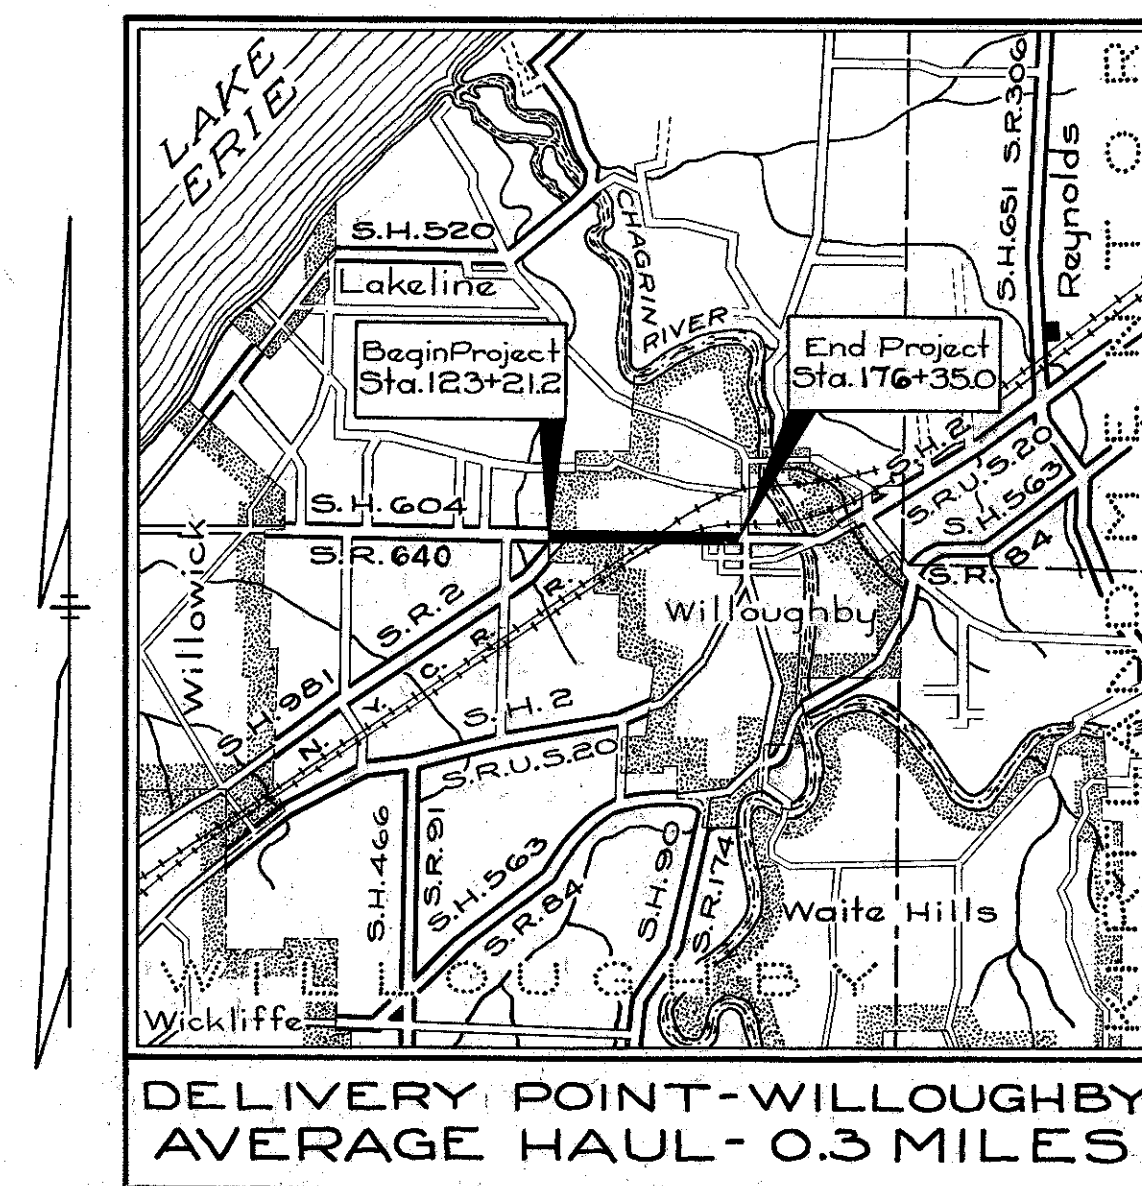 LAKE
ERIE
S.H.520
Lakeline
CHAGRIN
RIVER
S.H.651 S.R.306
Reynolds
Begin Project
Sta. 123+21.2
End Project
Sta. 176+35.0
S.H.2
S.R.U.S.20
S.H.563
S.R. 84
S.H. 604
S.R. 640
Willowick
S.R. 2
S.H. 981
N. Y. C. R. R.
Willoughby
S.H. 2
S.R.U.S.20
S.H. 466
S.R. 91
S.H. 563
S.R. 84
S.H. 90
S.R. 174
Waite Hills
WILLOUGHBY
Wickliffe
DELIVERY POINT-WILLOUGHBY
AVERAGE HAUL-0.3 MILES